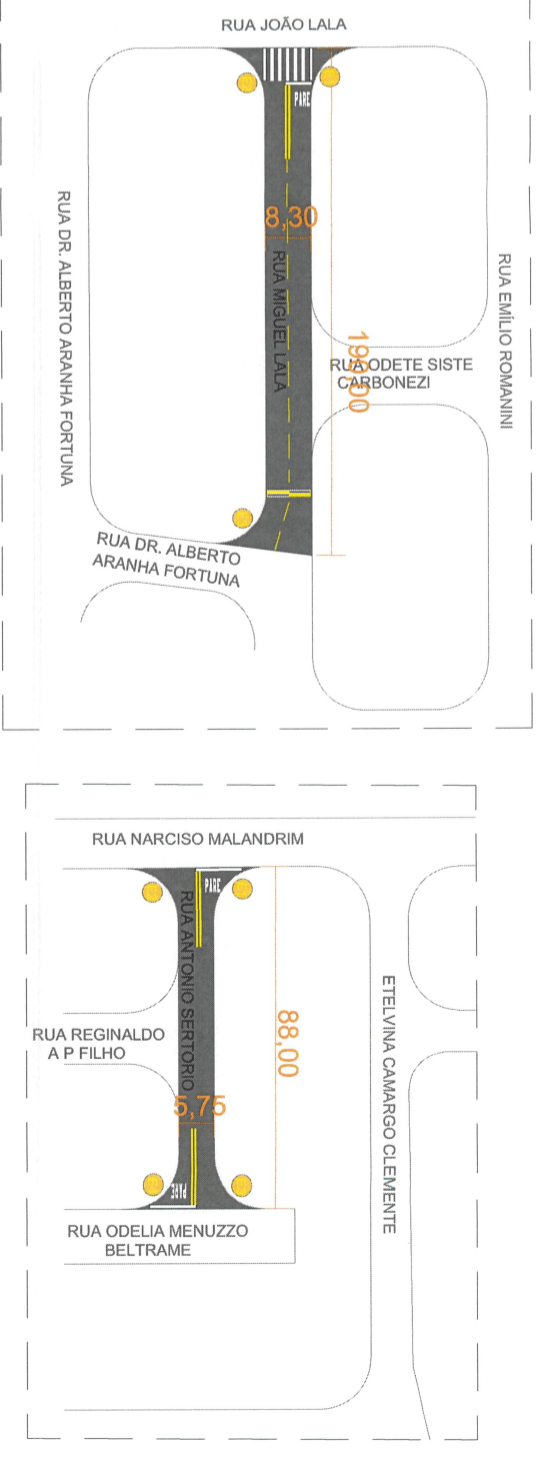 RUA JOÃO LALA
PARE
8,30
RUA MIGUEL LALA
RUA DR. ALBERTO ARANHA FORTUNA
RUA EMÍLIO ROMANINI
RUA ODETE SISTE
CARBONEZI
RUA DR. ALBERTO
ARANHA FORTUNA
RUA NARCISO MALANDRIM
PARE
RUA ANTONIO SERTORIO
88,00
ETELVINA CAMARGO CLEMENTE
RUA REGINALDO
A P FILHO
5,75
PARE
RUA ODELIA MENUZZO
BELTRAME